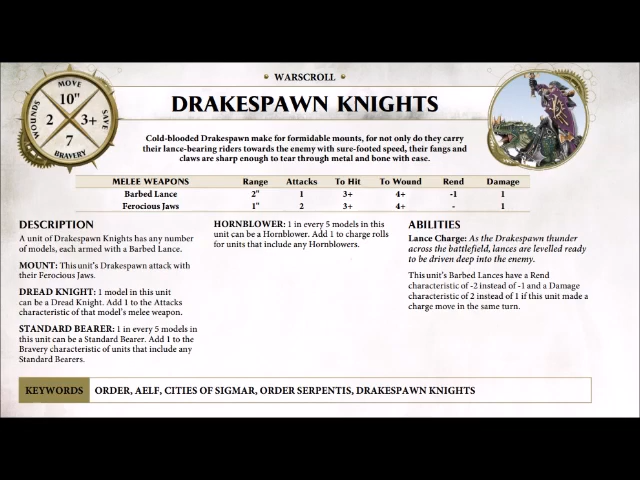 WARSCROLL
DRAKESPAWN KNIGHTS
MOVE
10"
WOUNDS
2
3+
SAVE
7
BRAVERY
Cold-blooded Drakespawn make for formidable mounts, for not only do they carry
their lance-bearing riders towards the enemy with sure-footed speed, their fangs and
claws are sharp enough to tear through metal and bone with ease.
MELEE WEAPONS Range Attacks To Hit To Wound Rend Damage
Barbed Lance 2" 1 3+ 4+ -1 1
Ferocious Jaws 1" 2 3+ 4+ - 1
DESCRIPTION
A unit of Drakespawn Knights has any number
of models, each armed with a Barbed Lance.
MOUNT: This unit's Drakespawn attack with
their Ferocious Jaws.
DREAD KNIGHT: 1 model in this unit
can be a Dread Knight. Add 1 to the Attacks
characteristic of that model's melee weapon.
STANDARD BEARER: 1 in every 5 models in
this unit can be a Standard Bearer. Add 1 to the
Bravery characteristic of units that include any
Standard Bearers.
HORNBLOWER: 1 in every 5 models in this
unit can be a Hornblower. Add 1 to charge rolls
for units that include any Hornblowers.
ABILITIES
Lance Charge: As the Drakespawn thunder
across the battlefield, lances are levelled ready
to be driven deep into the enemy.
This unit's Barbed Lances have a Rend
characteristic of -2 instead of -1 and a Damage
characteristic of 2 instead of 1 if this unit made a
charge move in the same turn.
KEYWORDS ORDER, AELF, CITIES OF SIGMAR, ORDER SERPENTIS, DRAKESPAWN KNIGHTS